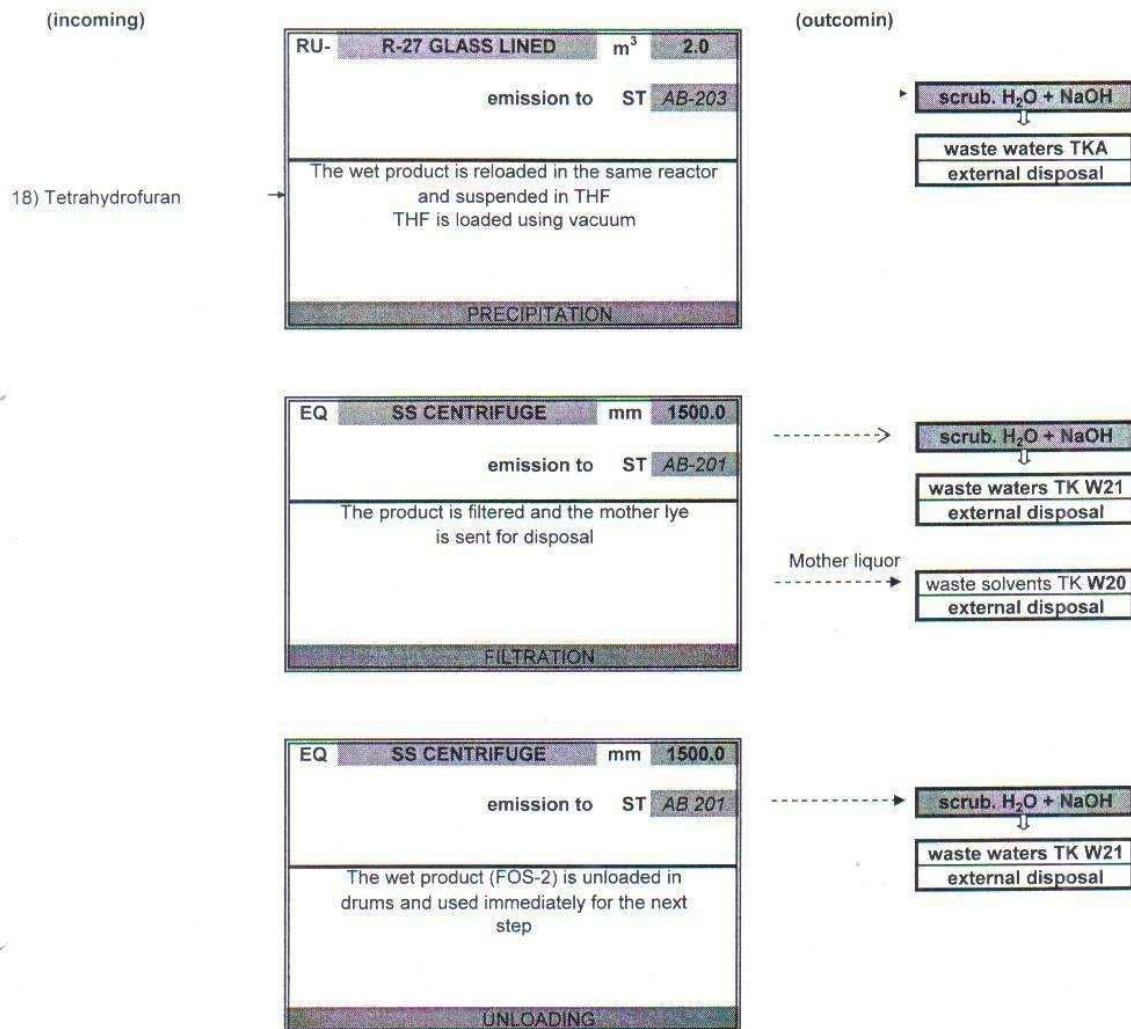 (incoming)
(outcomin)
RU- R-27 GLASS LINED m³ 2.0
emission to ST AB-203
scrub. H₂O + NaOH
waste waters TKA
external disposal
18) Tetrahydrofuran
The wet product is reloaded in the same reactor
and suspended in THF
THF is loaded using vacuum
PRECIPITATION
EQ SS CENTRIFUGE mm 1500.0
emission to ST AB-201
scrub. H₂O + NaOH
waste waters TK W21
external disposal
The product is filtered and the mother lye
is sent for disposal
Mother liquor
waste solvents TK W20
external disposal
FILTRATION
EQ SS CENTRIFUGE mm 1500.0
emission to ST AB 201
scrub. H₂O + NaOH
waste waters TK W21
external disposal
The wet product (FOS-2) is unloaded in
drums and used immediately for the next
step
UNLOADING